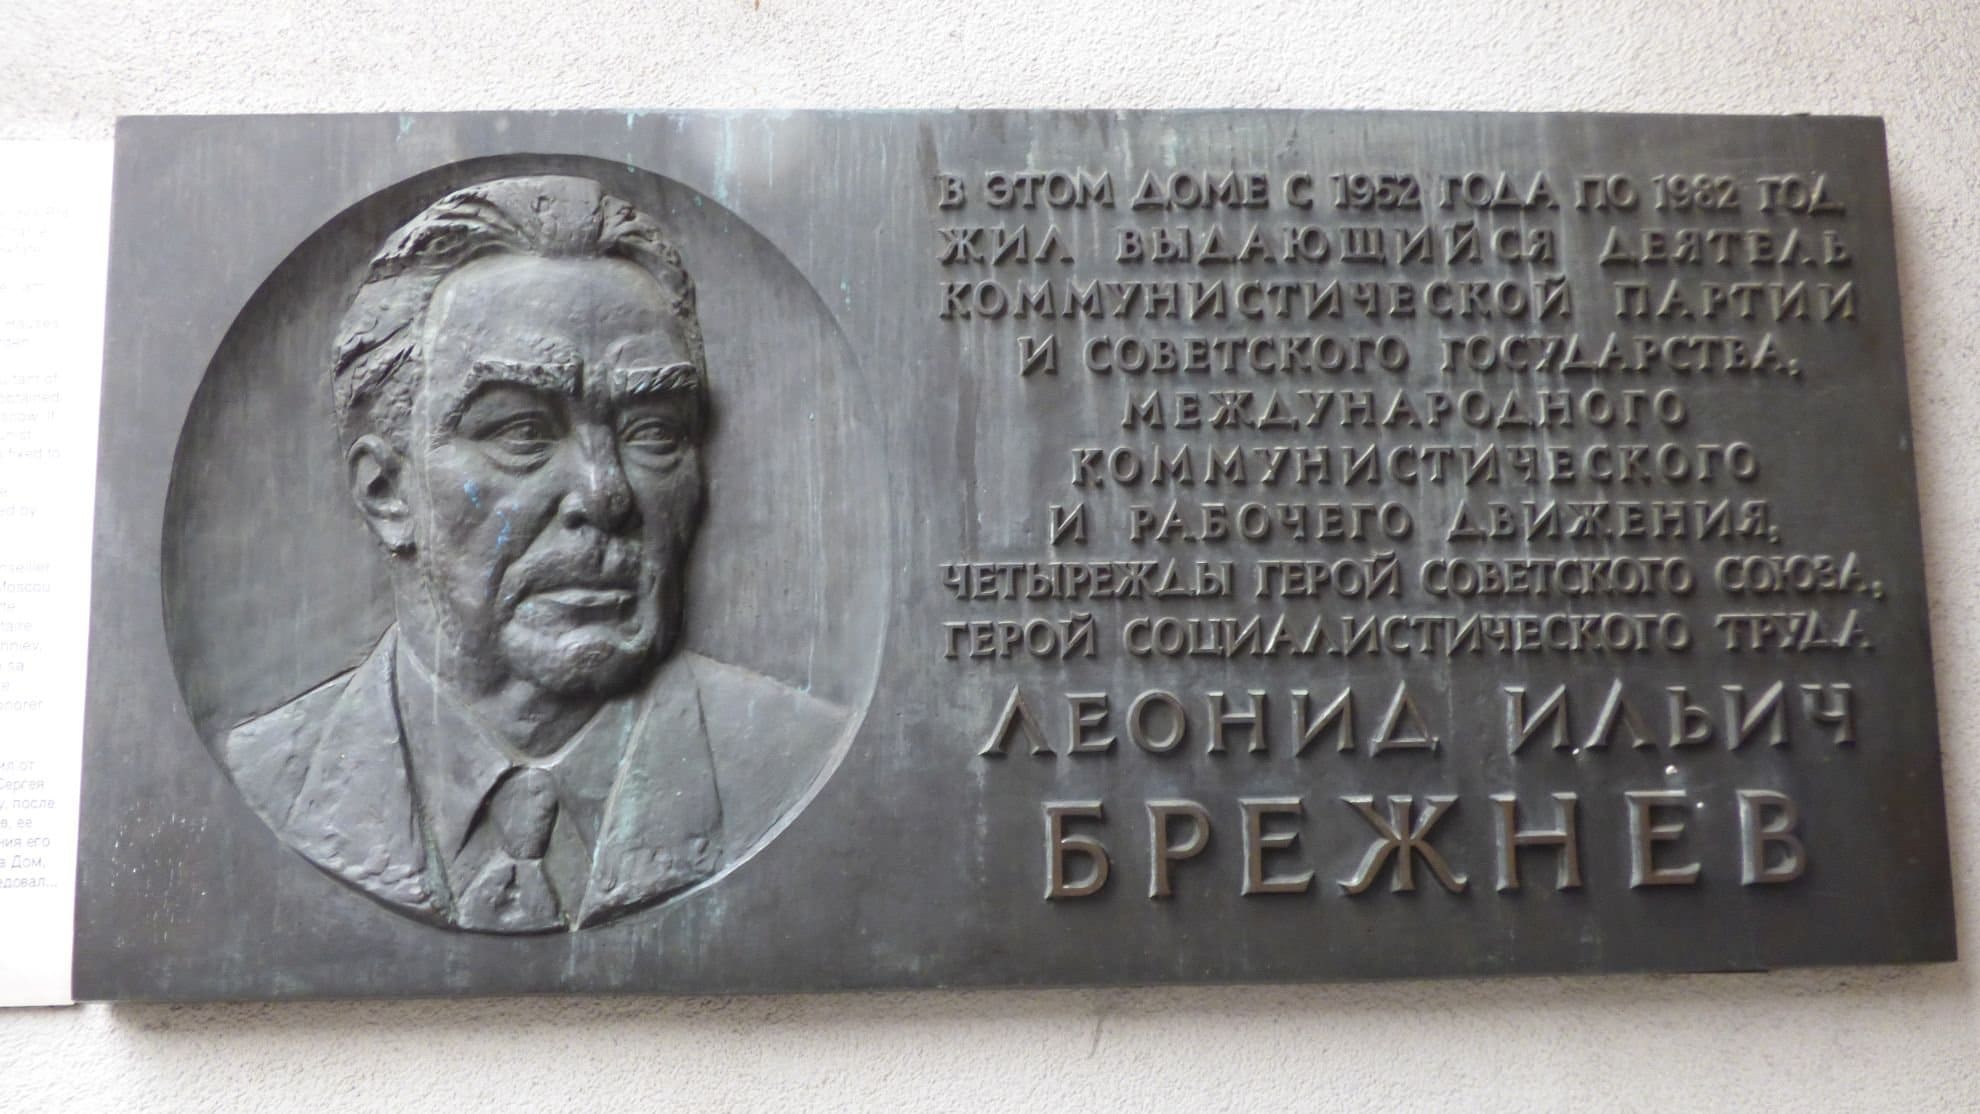 В ЭТОМ ДОМЕ С 1952 ГОДА ПО 1982 ГОД
ЖИЛ ВЫДАЮЩИЙСЯ ДЕЯТЕЛЬ
КОММУНИСТИЧЕСКОЙ ПАРТИИ
И СОВЕТСКОГО ГОСУДАРСТВА,
МЕЖДУНАРОДНОГО
КОММУНИСТИЧЕСКОГО
И РАБОЧЕГО ДВИЖЕНИЯ,
ЧЕТЫРЕЖДЫ ГЕРОЙ СОВЕТСКОГО СОЮЗА,
ГЕРОЙ СОЦИАЛИСТИЧЕСКОГО ТРУДА
ЛЕОНИД ИЛЬИЧ
БРЕЖНЕВ